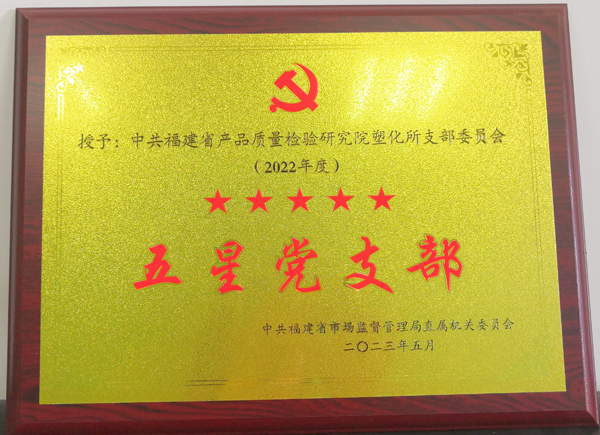 授予：中共福建省产品质量检验研究院塑化所支部委员会
（2022年度）
五星党支部
中共福建省市场监督管理局直属机关委员会
二〇二三年五月